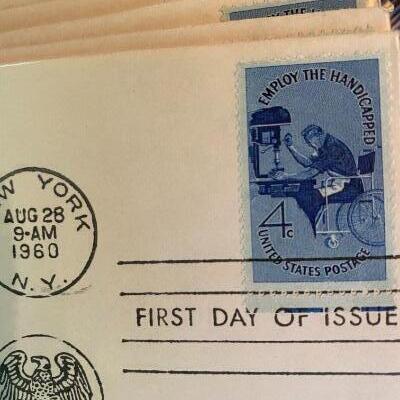 EMPLOY THE HANDICAPPED
4c
UNITED STATES POSTAGE
W YORK
AUG 28
9-AM
1960
N.Y.
FIRST DAY OF ISSUE